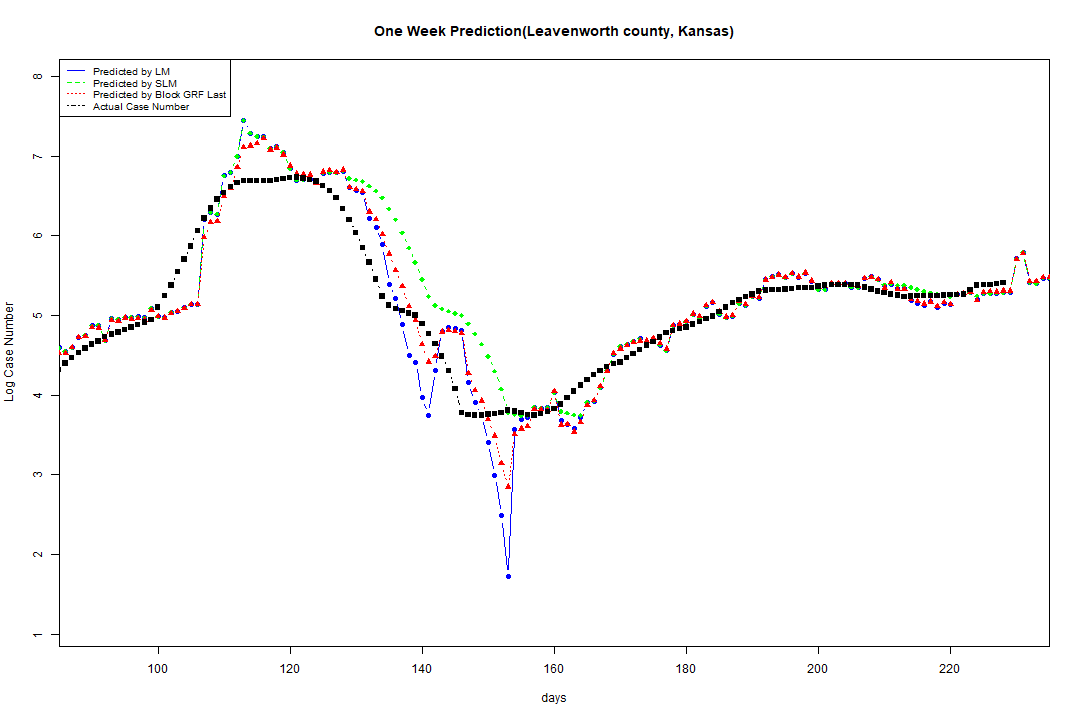 One Week Prediction(Leavenworth county, Kansas)
Predicted by LM
Predicted by SLM
Predicted by Block GRF Last
Actual Case Number
8
7
6
5
4
3
2
1
Log Case Number
100 120 140 160 180 200 220
days